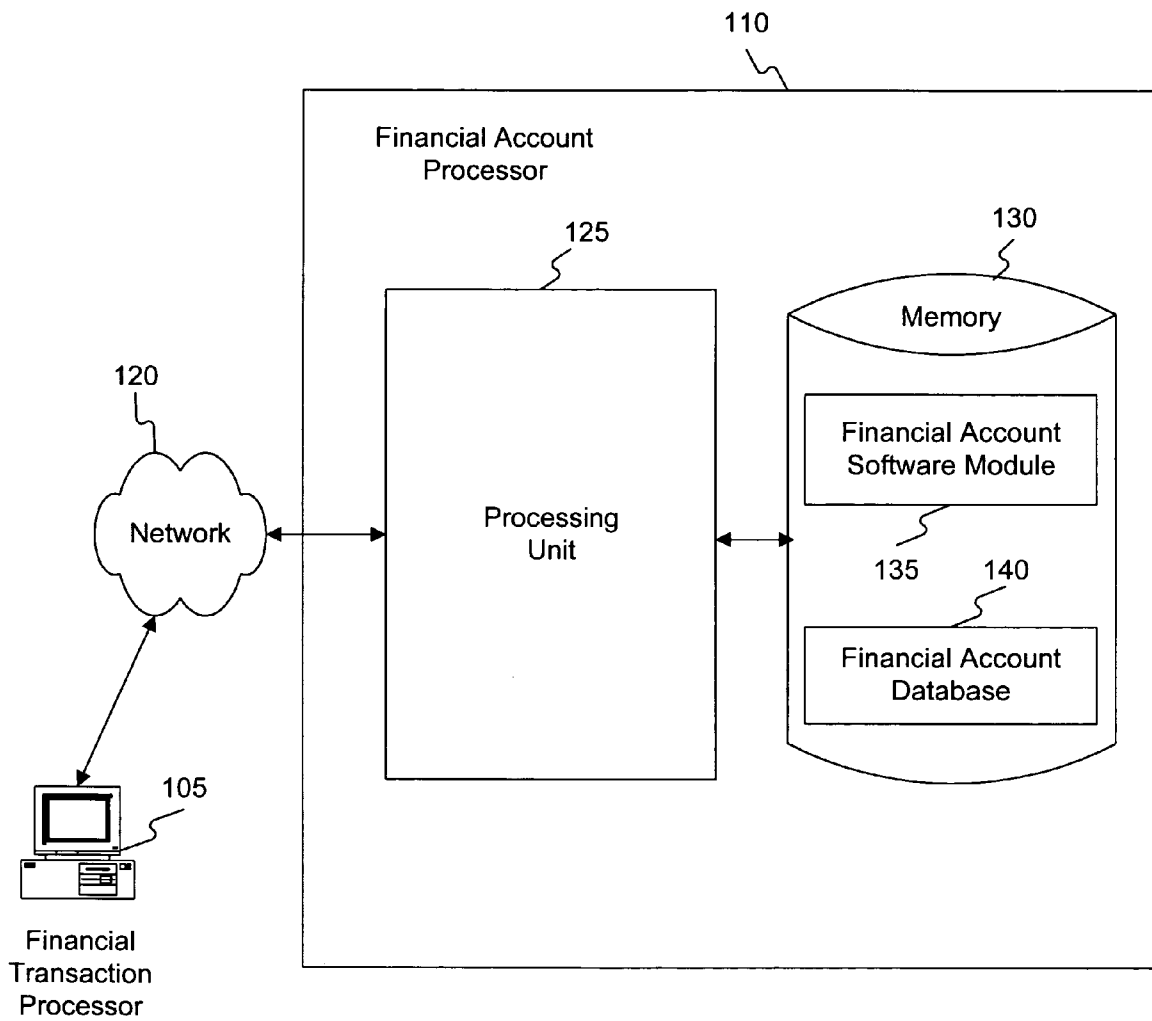 110
Financial Account
Processor
125
130
Memory
120
Network
Financial Account
Software Module
Processing
Unit
135
140
Financial Account
Database
105
Financial
Transaction
Processor